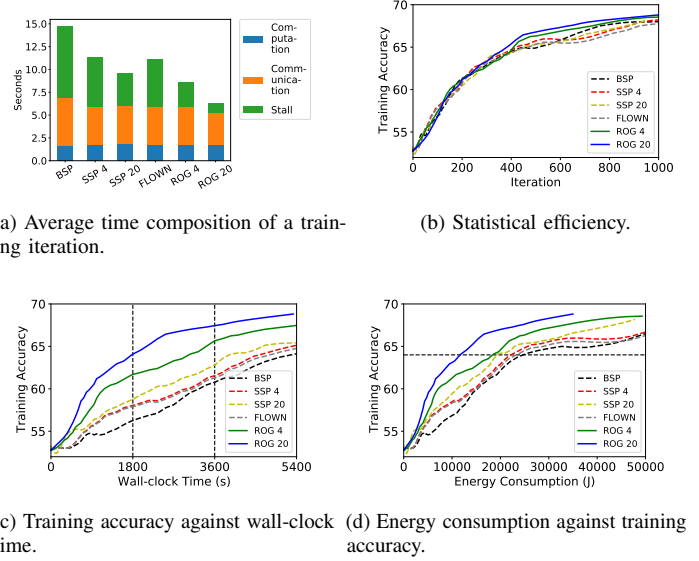 15.0
12.5
10.0
7.5
5.0
2.5
0.0
Seconds
BSP
SSP 4
SSP 20
FLOWN
ROG 4
ROG 20
Com-
puta-
tion
Comm-
unica-
tion
Stall
a) Average time composition of a train-
ng iteration.
70
65
60
55
Training Accuracy
0 200 400 600 800 1000
Iteration
BSP
SSP 4
SSP 20
FLOWN
ROG 4
ROG 20
(b) Statistical efficiency.
70
65
60
55
Training Accuracy
0 1800 3600 5400
Wall-clock Time (s)
BSP
SSP 4
SSP 20
FLOWN
ROG 4
ROG 20
c) Training accuracy against wall-clock
ime.
70
65
60
55
Training Accuracy
0 10000 20000 30000 40000 50000
Energy Consumption (J)
BSP
SSP 4
SSP 20
FLOWN
ROG 4
ROG 20
(d) Energy consumption against training
accuracy.